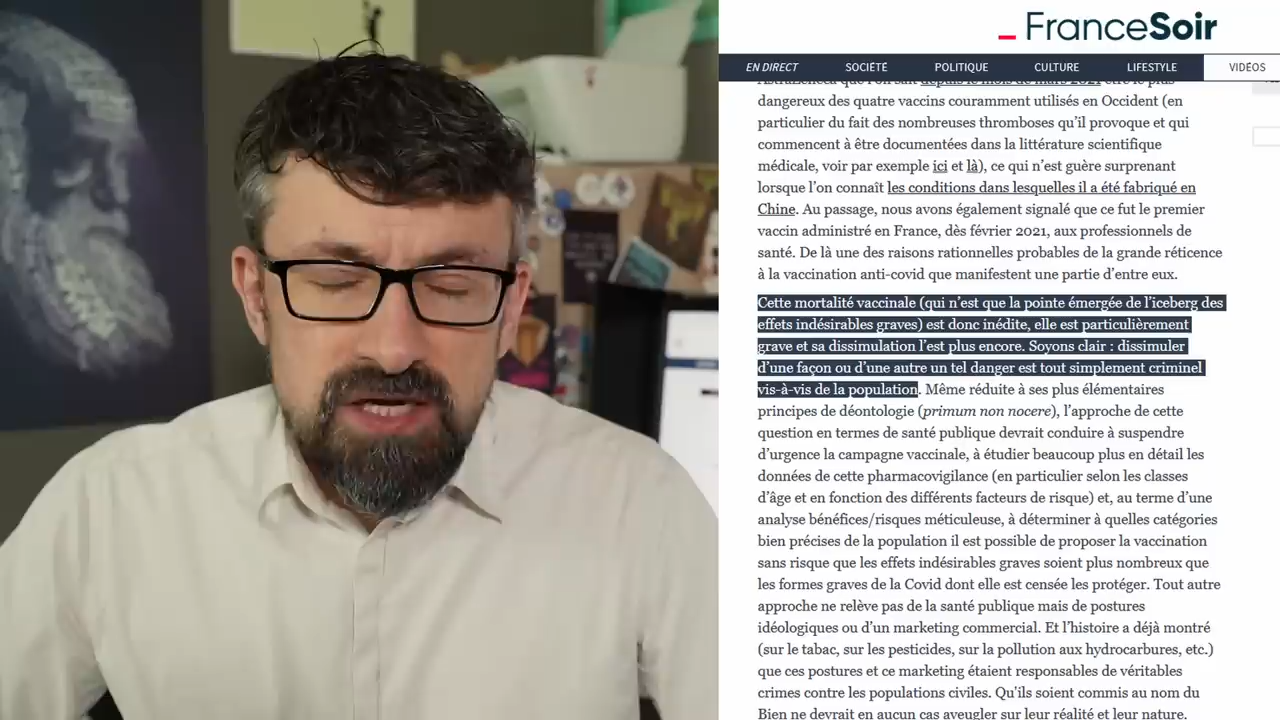 FranceSoir
EN DIRECT SOCIÉTÉ POLITIQUE CULTURE LIFESTYLE VIDÉOS
AstraZeneca que l'on sait depuis le mois de mars 2021 être le plus
dangereux des quatre vaccins couramment utilisés en Occident (en
particulier du fait des nombreuses thromboses qu'il provoque et qui
commencent à être documentées dans la littérature scientifique
médicale, voir par exemple ici et là), ce qui n'est guère surprenant
lorsque l'on connaît les conditions dans lesquelles il a été fabriqué en
Chine. Au passage, nous avons également signalé que ce fut le premier
vaccin administré en France, dès février 2021, aux professionnels de
santé. De là une des raisons rationnelles probables de la grande réticence
à la vaccination anti-covid que manifestent une partie d'entre eux.
Cette mortalité vaccinale (qui n'est que la pointe émergée de l'iceberg des
effets indésirables graves) est donc inédite, elle est particulièrement
grave et sa dissimulation l'est plus encore. Soyons clair : dissimuler
d'une façon ou d'une autre un tel danger est tout simplement criminel
vis-à-vis de la population. Même réduite à ses plus élémentaires
principes de déontologie (primum non nocere), l'approche de cette
question en termes de santé publique devrait conduire à suspendre
d'urgence la campagne vaccinale, à étudier beaucoup plus en détail les
données de cette pharmacovigilance (en particulier selon les classes
d'âge et en fonction des différents facteurs de risque) et, au terme d'une
analyse bénéfices/risques méticuleuse, à déterminer à quelles catégories
bien précises de la population il est possible de proposer la vaccination
sans risque que les effets indésirables graves soient plus nombreux que
les formes graves de la Covid dont elle est censée les protéger. Tout autre
approche ne relève pas de la santé publique mais de postures
idéologiques ou d'un marketing commercial. Et l'histoire a déjà montré
(sur le tabac, sur les pesticides, sur la pollution aux hydrocarbures, etc.)
que ces postures et ce marketing étaient responsables de véritables
crimes contre les populations civiles. Qu'ils soient commis au nom du
Bien ne devrait en aucun cas aveugler sur leur réalité et leur nature.